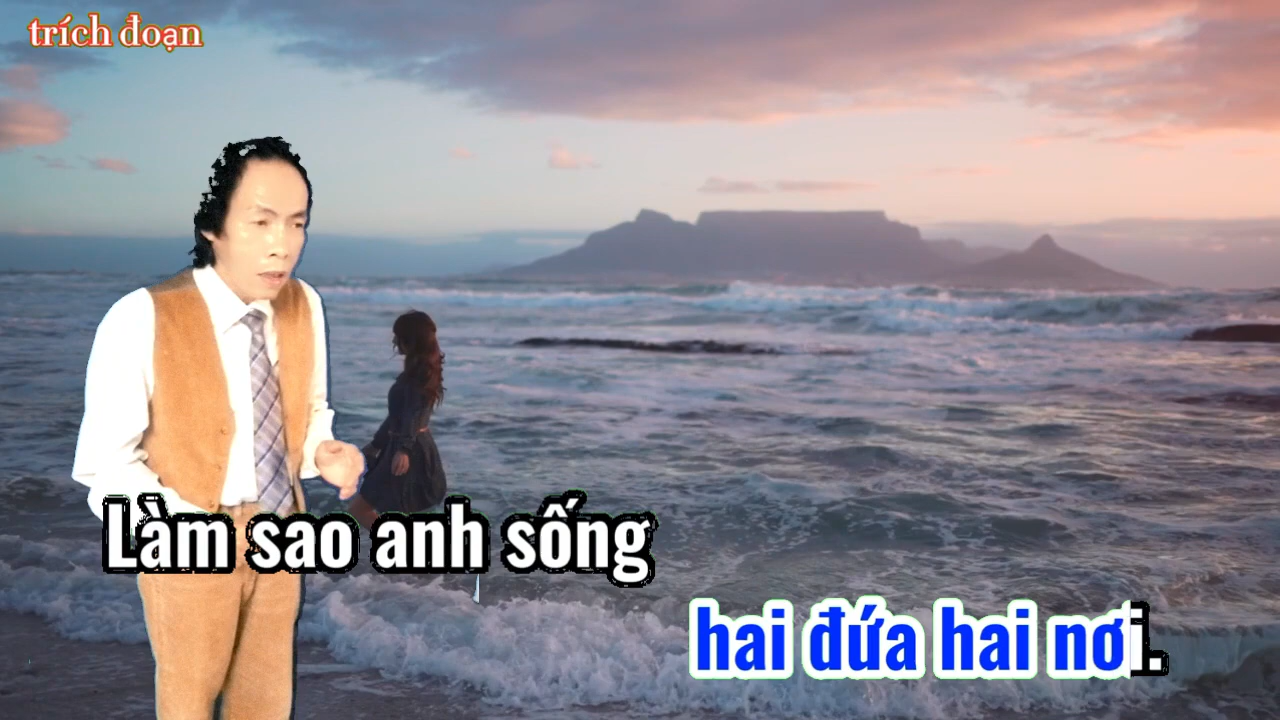 trích đoạn
Làm sao anh sống
hai đứa hai nơi.